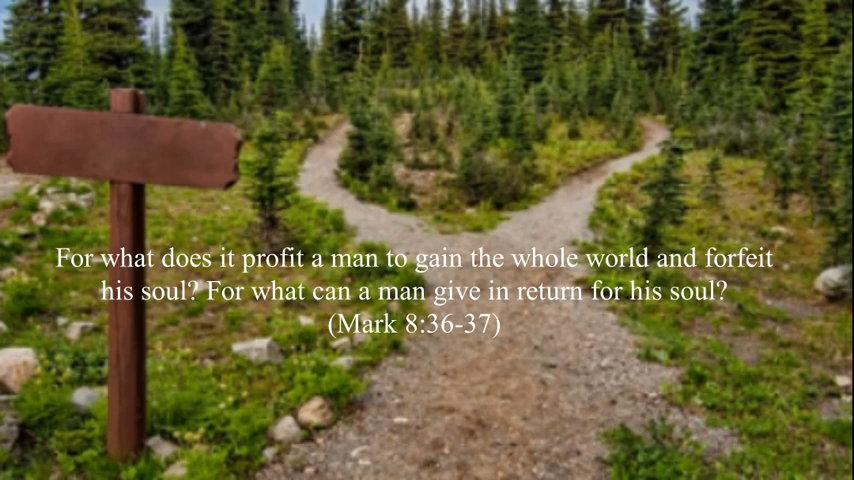 For what does it profit a man to gain the whole world and forfeit
his soul? For what can a man give in return for his soul?
(Mark 8:36-37)